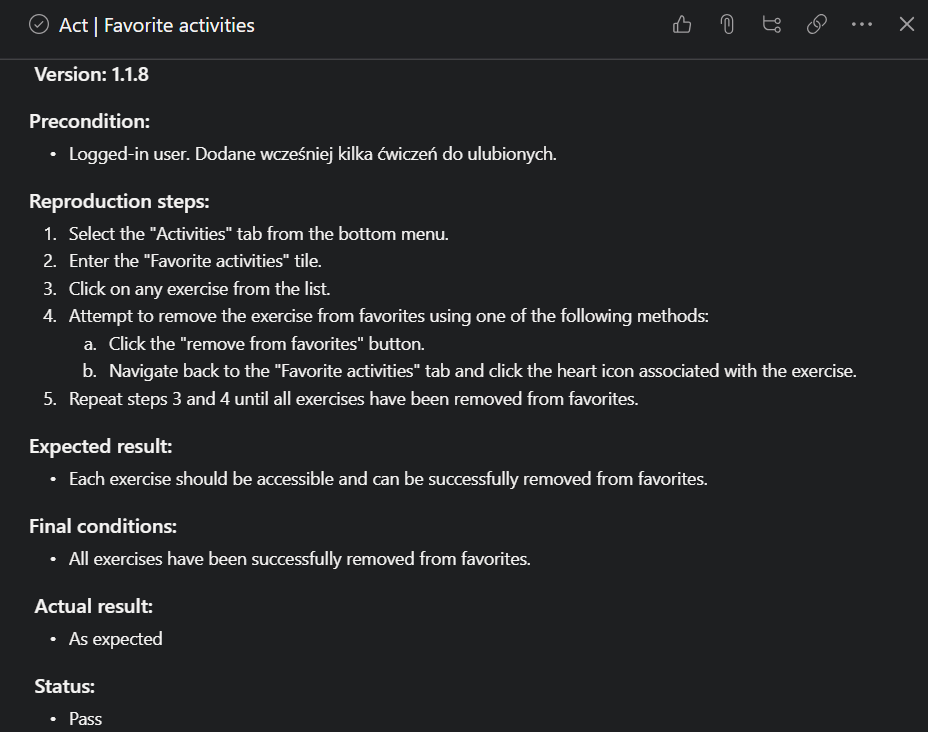 Act | Favorite activities
Version: 1.1.8
Precondition:
• Logged-in user. Dodane wcześniej kilka ćwiczeń do ulubionych.
Reproduction steps:
1. Select the "Activities" tab from the bottom menu.
2. Enter the "Favorite activities" tile.
3. Click on any exercise from the list.
4. Attempt to remove the exercise from favorites using one of the following methods:
a. Click the "remove from favorites" button.
b. Navigate back to the "Favorite activities" tab and click the heart icon associated with the exercise.
5. Repeat steps 3 and 4 until all exercises have been removed from favorites.
Expected result:
• Each exercise should be accessible and can be successfully removed from favorites.
Final conditions:
• All exercises have been successfully removed from favorites.
Actual result:
• As expected
Status:
• Pass